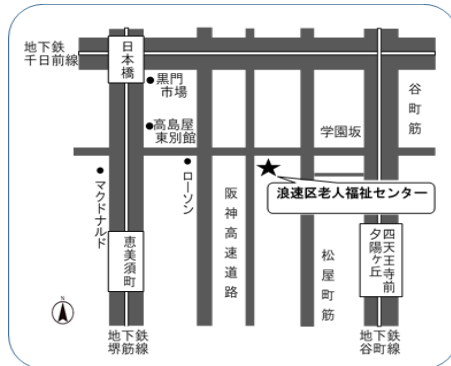 地下鉄
千日前線
日本橋
黒門
市場
谷町筋
高島屋
東別館
学園坂
マクドナルド
ローソン
浪速区老人福祉センター
阪神高速道路
恵美須町
松屋町筋
四天王寺前
夕陽ヶ丘
N
地下鉄
堺筋線
地下鉄
谷町線